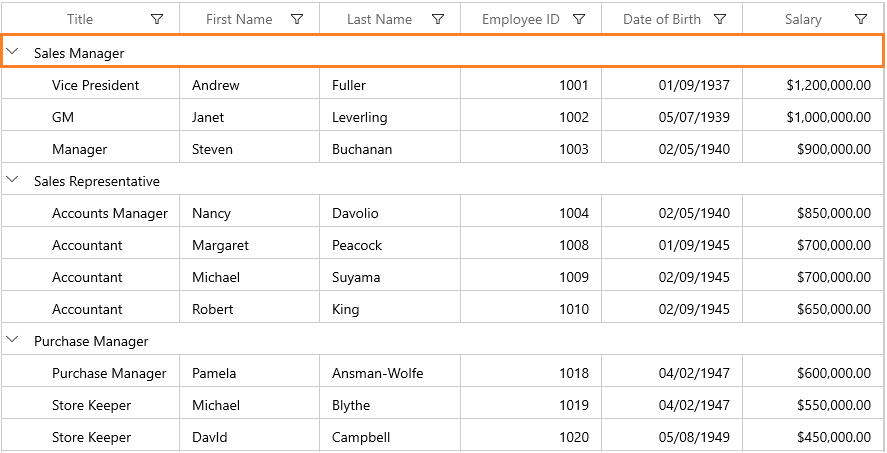 Title First Name Last Name Employee ID Date of Birth Salary
Sales Manager
Vice President Andrew Fuller 1001 01/09/1937 $1,200,000.00
GM Janet Leverling 1002 05/07/1939 $1,000,000.00
Manager Steven Buchanan 1003 02/05/1940 $900,000.00
Sales Representative
Accounts Manager Nancy Davolio 1004 02/05/1940 $850,000.00
Accountant Margaret Peacock 1008 01/09/1945 $700,000.00
Accountant Michael Suyama 1009 02/09/1945 $700,000.00
Accountant Robert King 1010 02/09/1945 $650,000.00
Purchase Manager
Purchase Manager Pamela Ansman-Wolfe 1018 04/02/1947 $600,000.00
Store Keeper Michael Blythe 1019 04/02/1947 $550,000.00
Store Keeper DavId Campbell 1020 05/08/1949 $450,000.00